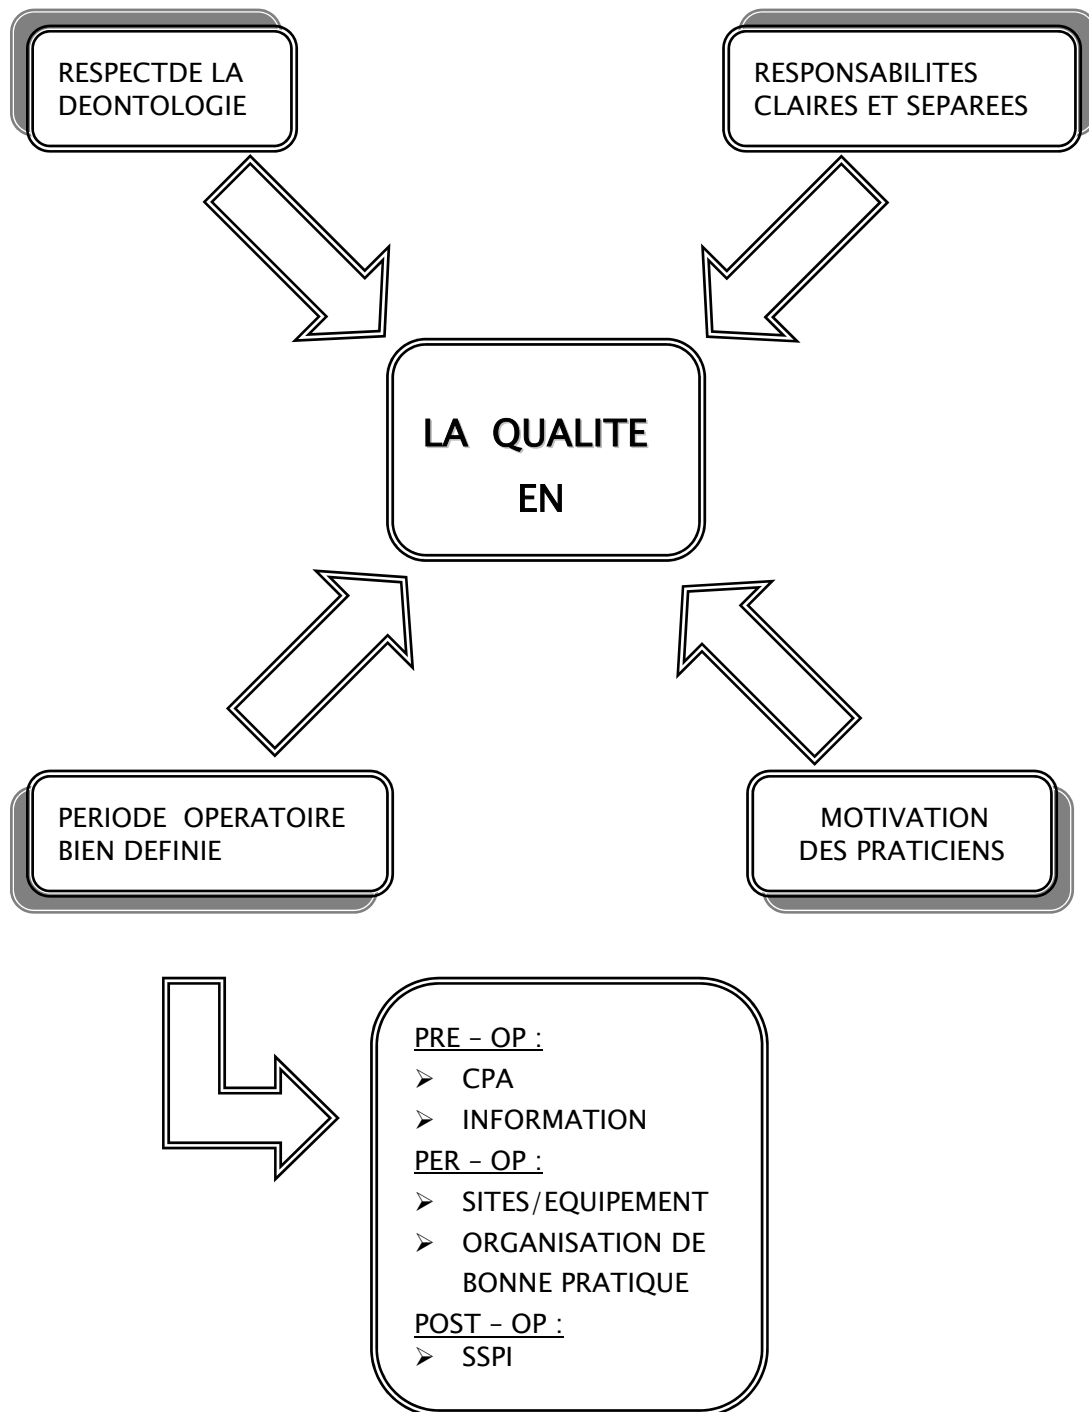 RESPECTDE LA
DEONTOLOGIE
RESPONSABILITES
CLAIRES ET SEPAREES
LA QUALITE
EN
PERIODE OPERATOIRE
BIEN DEFINIE
MOTIVATION
DES PRATICIENS
PRE – OP :
➢ CPA
➢ INFORMATION
PER – OP :
➢ SITES/EQUIPEMENT
➢ ORGANISATION DE
BONNE PRATIQUE
POST – OP :
➢ SSPI